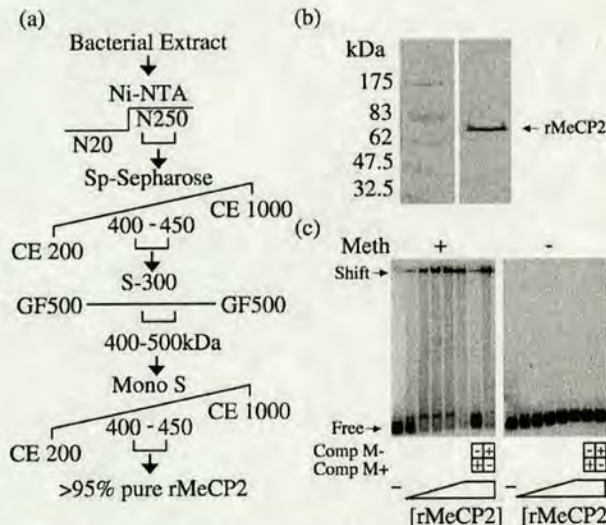 (a)
Bacterial Extract
Ni-NTA
N250
N20
Sp-Sepharose
CE 1000
400 - 450
CE 200
S-300
GF500
GF500
400-500kDa
Mono S
CE 1000
400 - 450
CE 200
>95% pure rMeCP2
(b)
kDa
175
83
62
47.5
32.5
← rMeCP2
(c)
Meth + -
Shift→
Free→
Comp M- - + - +
Comp M+ + - + -
- -
[rMeCP2] [rMeCP2]